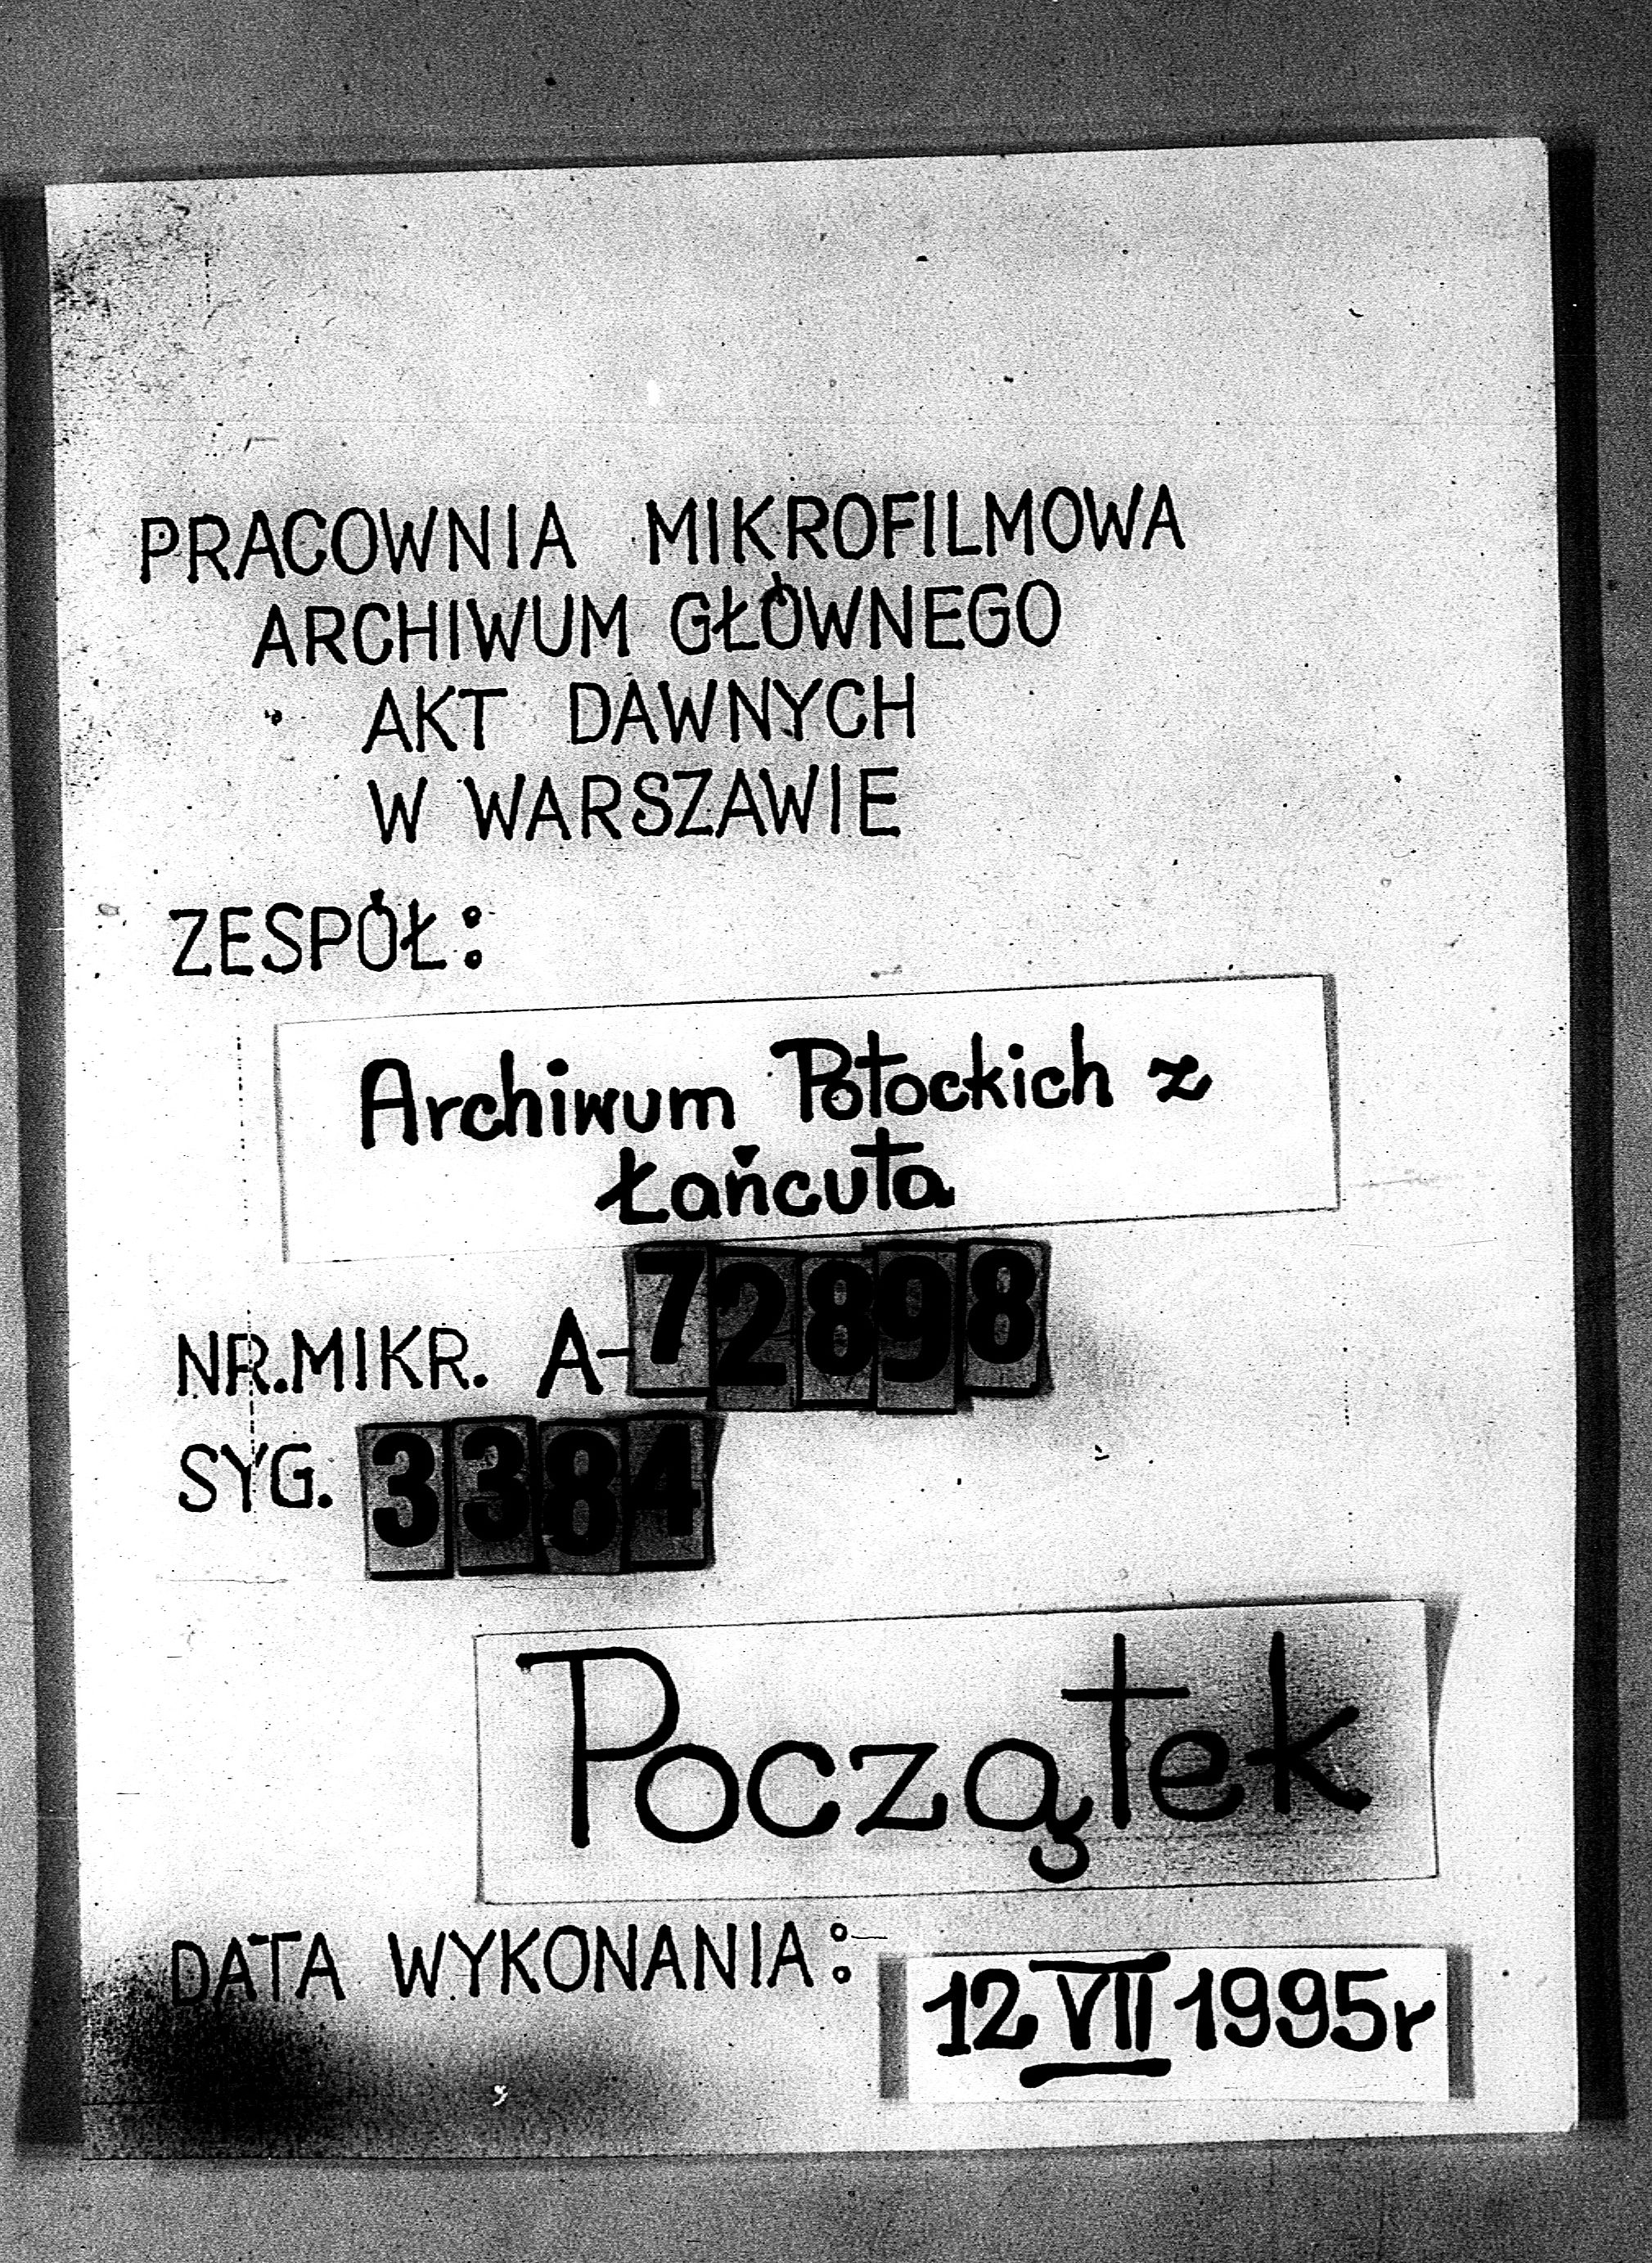 PRACOWNIA MIKROFILMOWA
ARCHIWUM GŁÓWNEGO
AKT DAWNYCH
W WARSZAWIE
ZESPÓŁ:
Archiwum Potockich z
Łańcuta
NR.MIKR. A-72898
SYG. 3384
Początek
DATA WYKONANIA: 12 VII 1995r